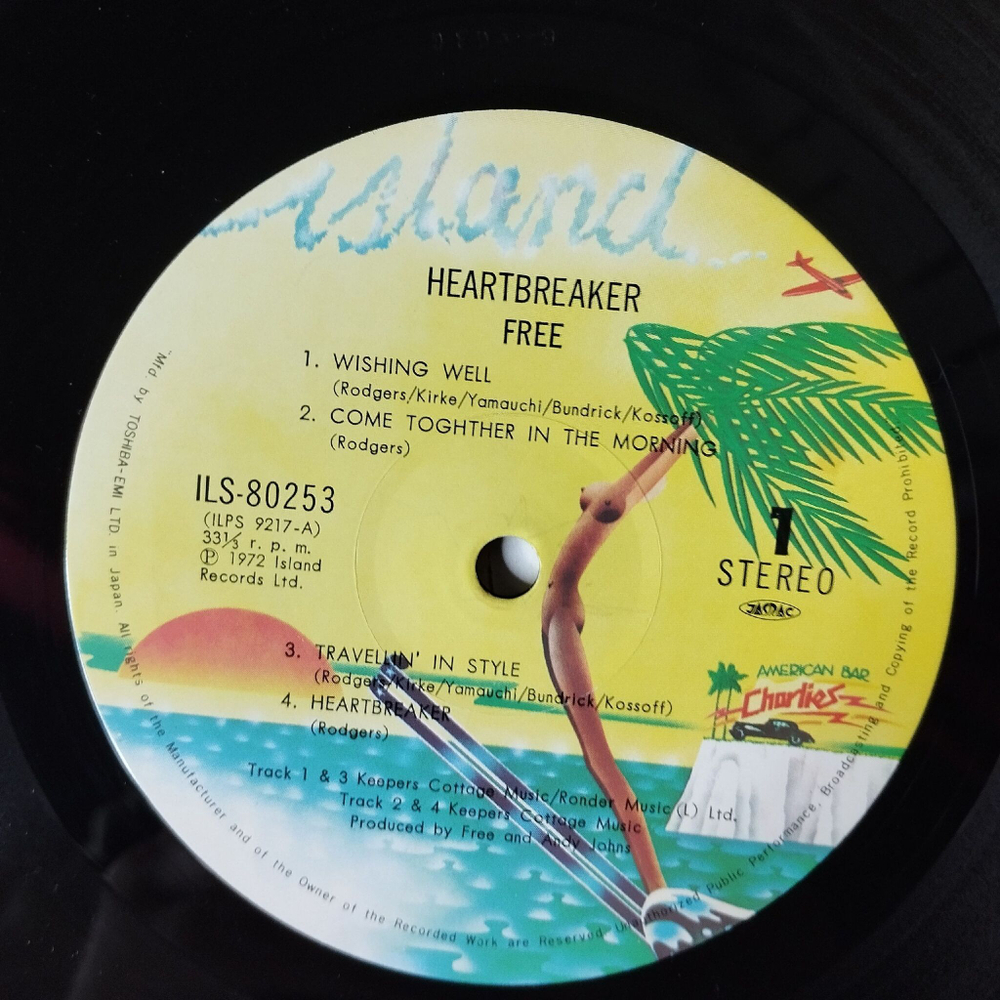 island
HEARTBREAKER
FREE
1. WISHING WELL
(Rodgers/Kirke/Yamauchi/Bundrick/Kossoff)
2. COME TOGHTHER IN THE MORNING
(Rodgers)
ILS-80253
(ILPS 9217-A)
33⅓ r. p. m.
Ⓟ 1972 Island
Records Ltd.
1
STEREO
JASRAC
3. TRAVELLIN' IN STYLE
(Rodgers/Kirke/Yamauchi/Bundrick/Kossoff)
4. HEARTBREAKER
(Rodgers)
AMERICAN BAR
Charlies
Track 1 & 3 Keepers Cottage Music/Ronder Music (L) Ltd.
Track 2 & 4 Keepers Cottage Music
Produced by Free and Andy Johns
"Mfd. by TOSHIBA-EMI LTD. in Japan. All rights of the Manufacturer and of the Owner of the Recorded Work are Reserved. Unauthorized Public Performance, Broadcasting and Copying of the Record Prohibited.